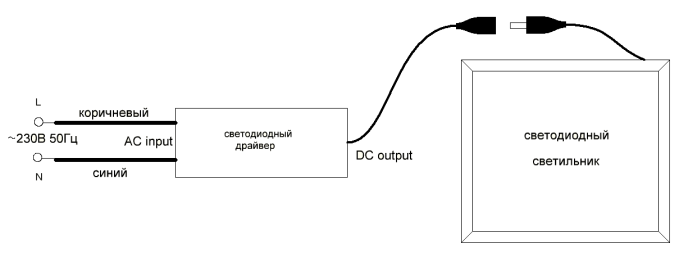 L
коричневый
~230В 50Гц
AC input
светодиодный
драйвер
DC output
N
синий
светодиодный
светильник